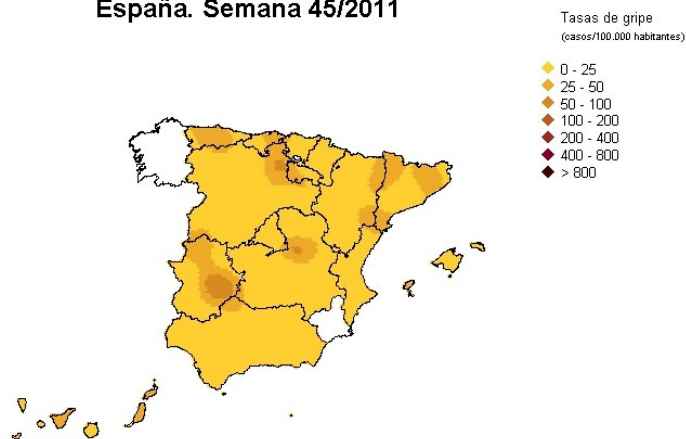 España. Semana 45/2011
Tasas de gripe
(casos/100.000 habitantes)
0 - 25
25 - 50
50 - 100
100 - 200
200 - 400
400 - 800
> 800